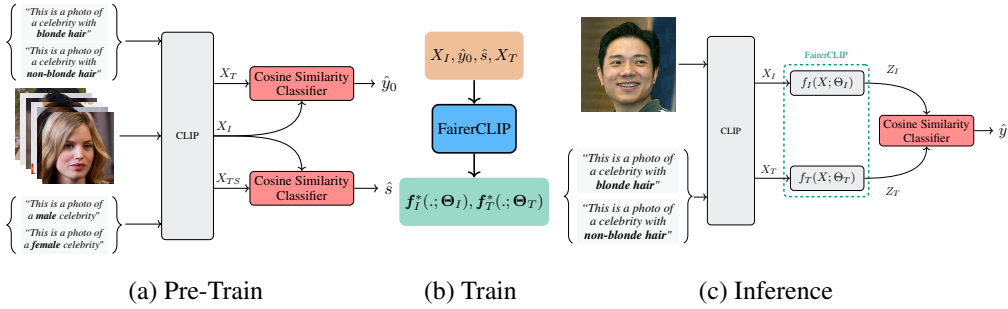 "This is a photo of
a celebrity with
blonde hair"
"This is a photo of
a celebrity with
non-blonde hair"
"This is a photo of
a male celebrity"
"This is a photo of
a female celebrity"
CLIP
X_T
X_I
X_{TS}
Cosine Similarity
Classifier
ŷ_0
Cosine Similarity
Classifier
ŝ
(a) Pre-Train
X_I, ŷ_0, ŝ, X_T
FairerCLIP
f_I^*(.; Θ_I), f_T^*(.; Θ_T)
(b) Train
"This is a photo of
a celebrity with
blonde hair"
"This is a photo of
a celebrity with
non-blonde hair"
CLIP
X_I
X_T
FairerCLIP
f_I(X; Θ_I)
f_T(X; Θ_T)
Z_I
Z_T
Cosine Similarity
Classifier
ŷ
(c) Inference